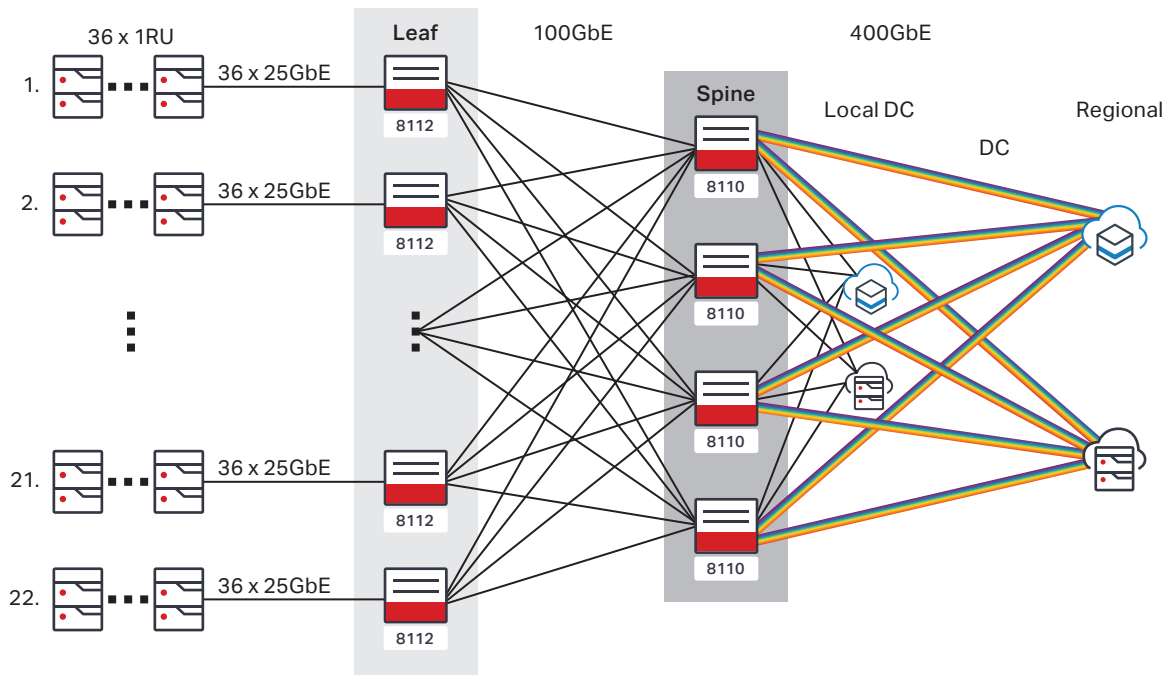 36 x 1RU
Leaf
100GbE
400GbE
1.
36 x 25GbE
8112
Spine
Local DC
Regional
DC
8110
2.
36 x 25GbE
8112
8110
8110
21.
36 x 25GbE
8112
8110
22.
36 x 25GbE
8112